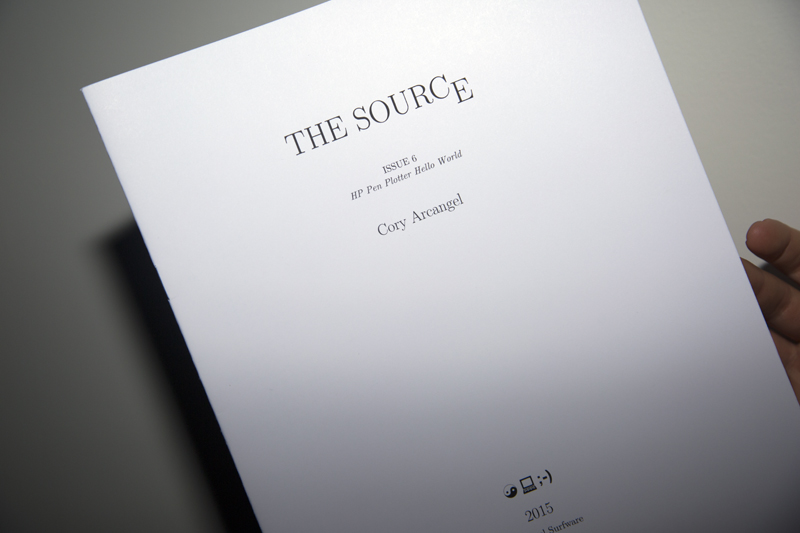 THE SOURCE
ISSUE 6
HP Pen Plotter Hello World
Cory Arcangel
☯💻;-)
2015
Surfware